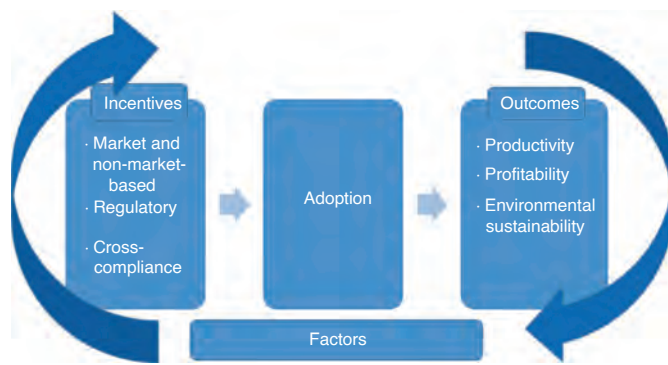 Incentives
· Market and
non-market-
based
· Regulatory
· Cross-
compliance
Adoption
Outcomes
· Productivity
· Profitability
· Environmental
sustainability
Factors